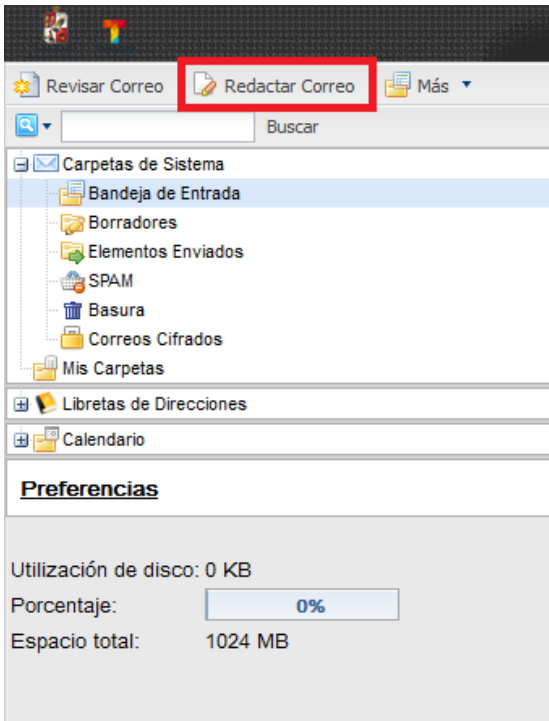 Revisar Correo Redactar Correo Más
Buscar
Carpetas de Sistema
Bandeja de Entrada
Borradores
Elementos Enviados
SPAM
Basura
Correos Cifrados
Mis Carpetas
Libretas de Direcciones
Calendario
Preferencias
Utilización de disco: 0 KB
Porcentaje: 0%
Espacio total: 1024 MB